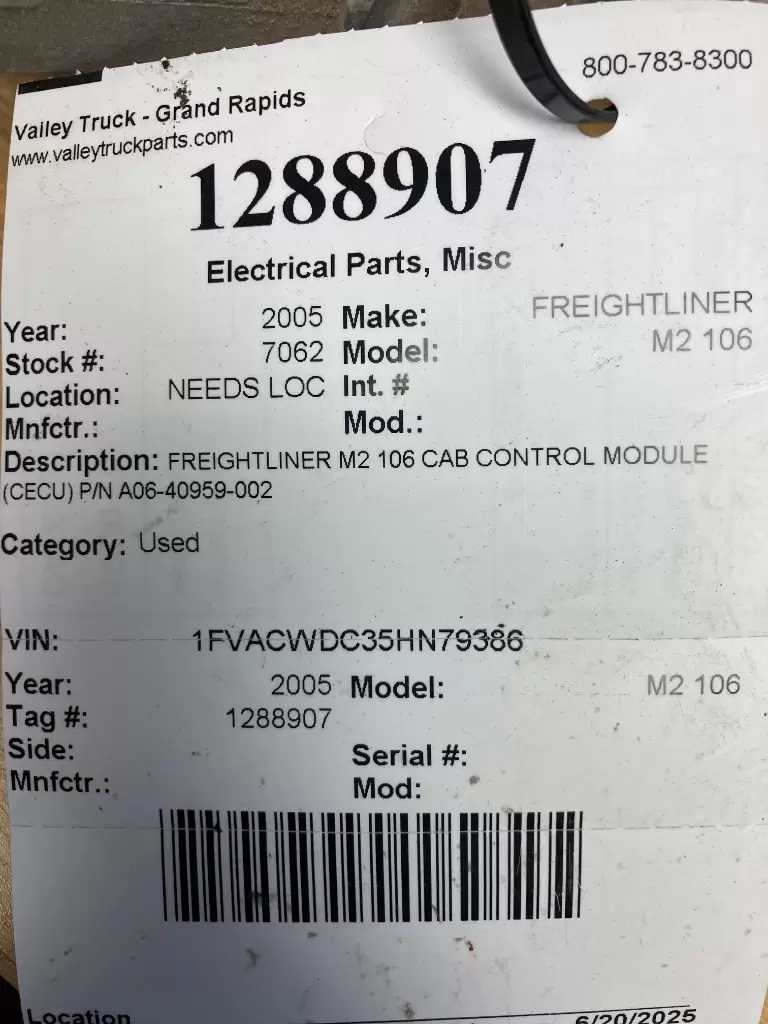 800-783-8300
Valley Truck - Grand Rapids
www.valleytruckparts.com
1288907
Electrical Parts, Misc
Year: 2005 Make: FREIGHTLINER
Stock #: 7062 Model: M2 106
Location: NEEDS LOC Int. #
Mnfctr.: Mod.:
Description: FREIGHTLINER M2 106 CAB CONTROL MODULE
(CECU) P/N A06-40959-002
Category: Used
VIN: 1FVACWDC35HN79386
Year: 2005 Model: M2 106
Tag #: 1288907
Side: Serial #:
Mnfctr.: Mod:
Location 6/20/2025